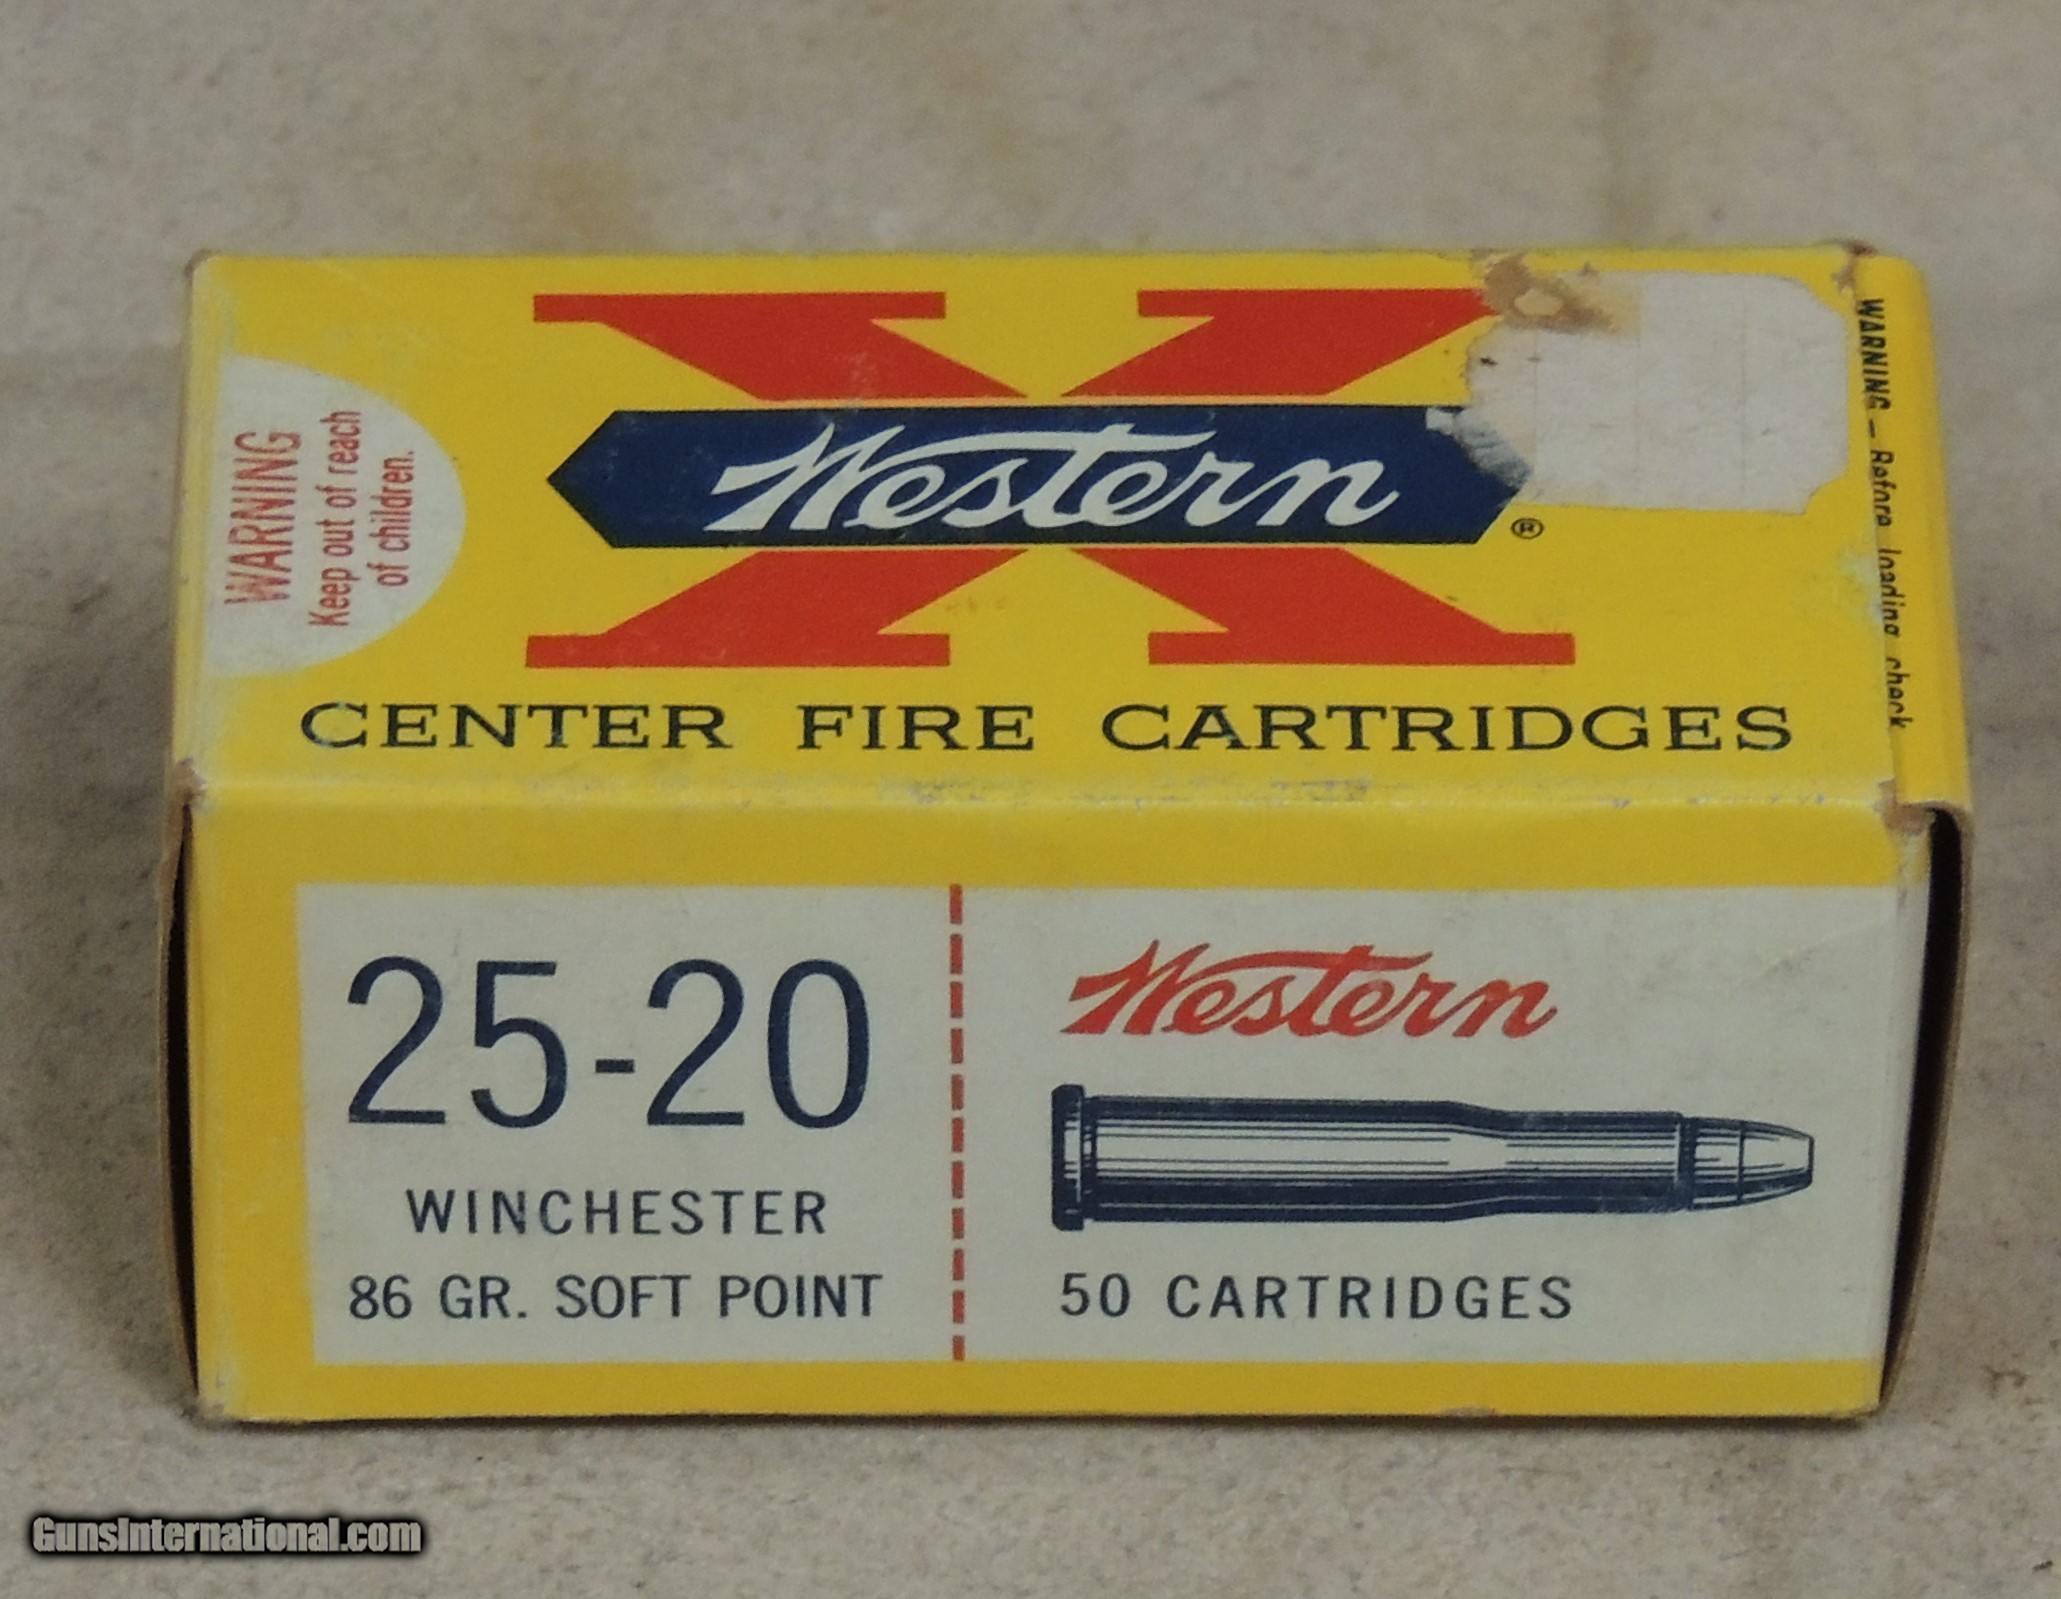 WARNING
Keep out of reach
of children.
Western
®
CENTER FIRE CARTRIDGES
WARNING – Before loading check
25-20
WINCHESTER
86 GR. SOFT POINT
Western
50 CARTRIDGES
GunsInternational.com